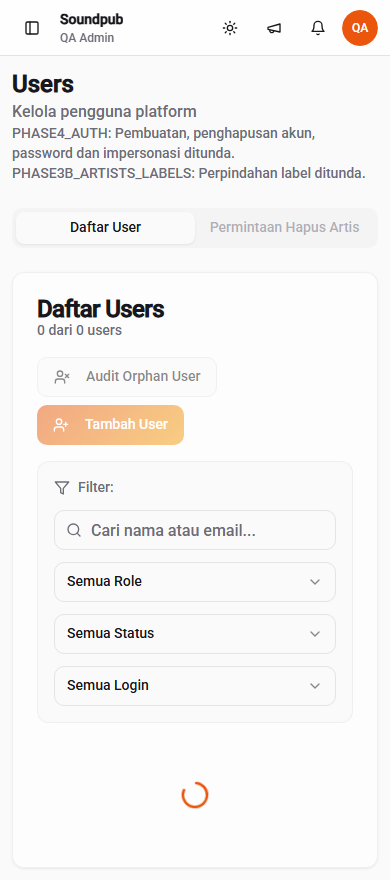 Soundpub
QA Admin
QA
Users
Kelola pengguna platform
PHASE4_AUTH: Pembuatan, penghapusan akun,
password dan impersonasi ditunda.
PHASE3B_ARTISTS_LABELS: Perpindahan label ditunda.
Daftar User
Permintaan Hapus Artis
Daftar Users
0 dari 0 users
Audit Orphan User
Tambah User
Filter:
Cari nama atau email...
Semua Role
Semua Status
Semua Login